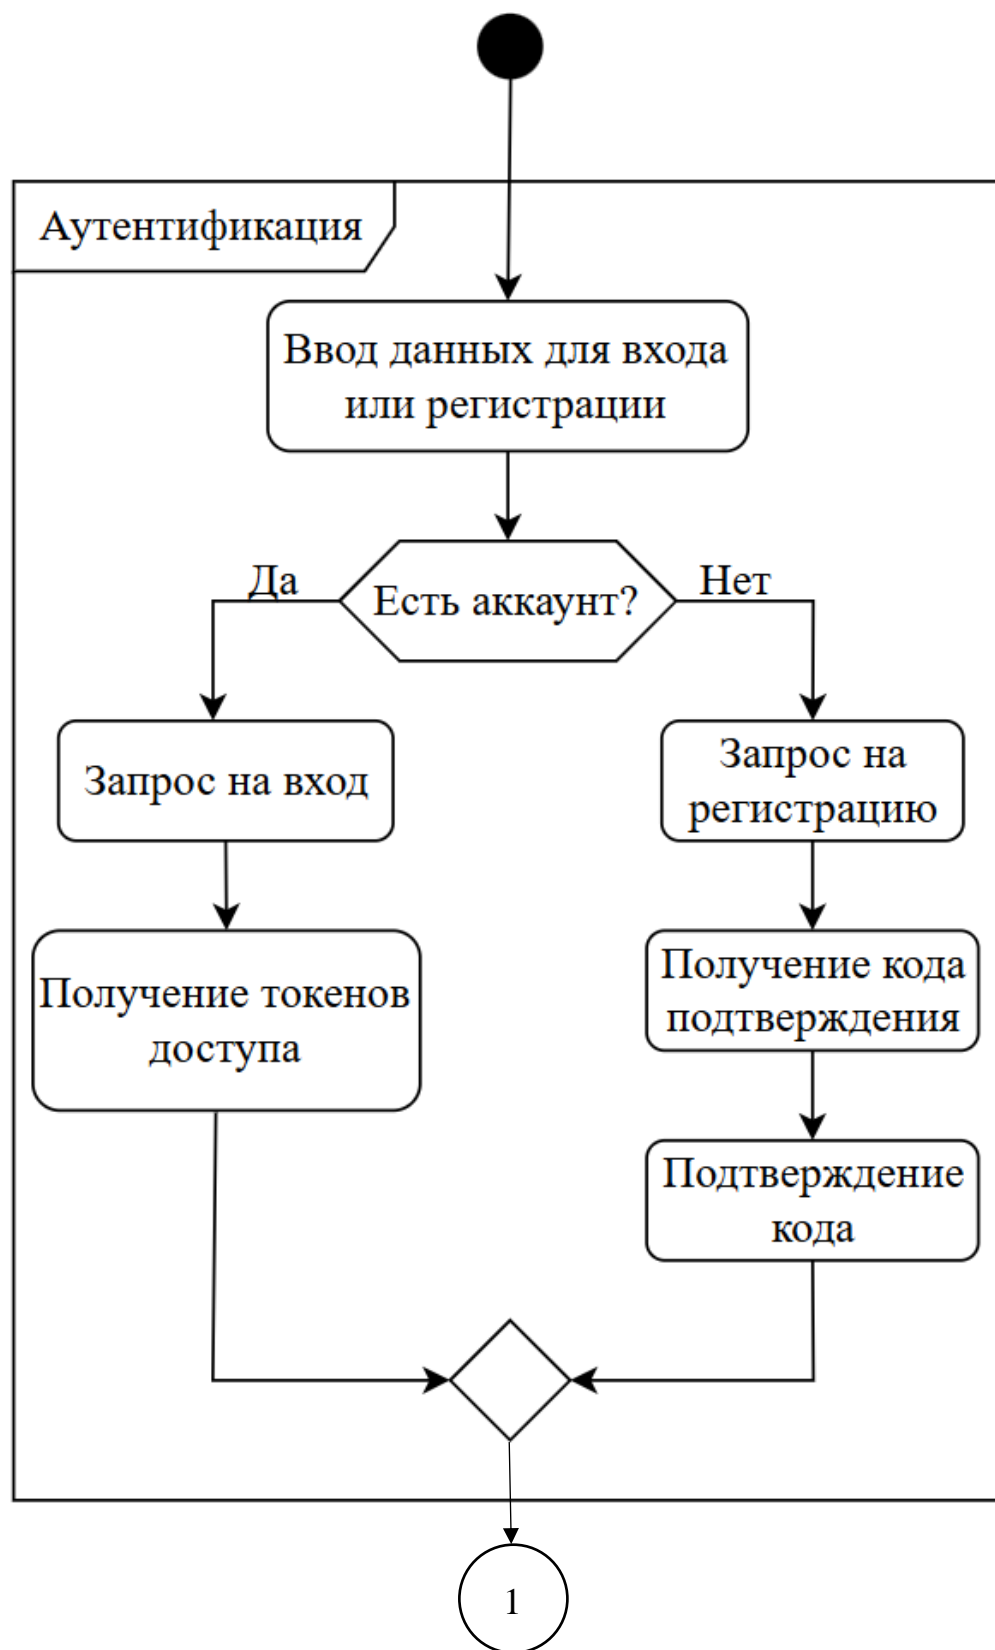 Аутентификация
Ввод данных для входа
или регистрации
Да
Есть аккаунт?
Нет
Запрос на вход
Запрос на
регистрацию
Получение токенов
доступа
Получение кода
подтверждения
Подтверждение
кода
1